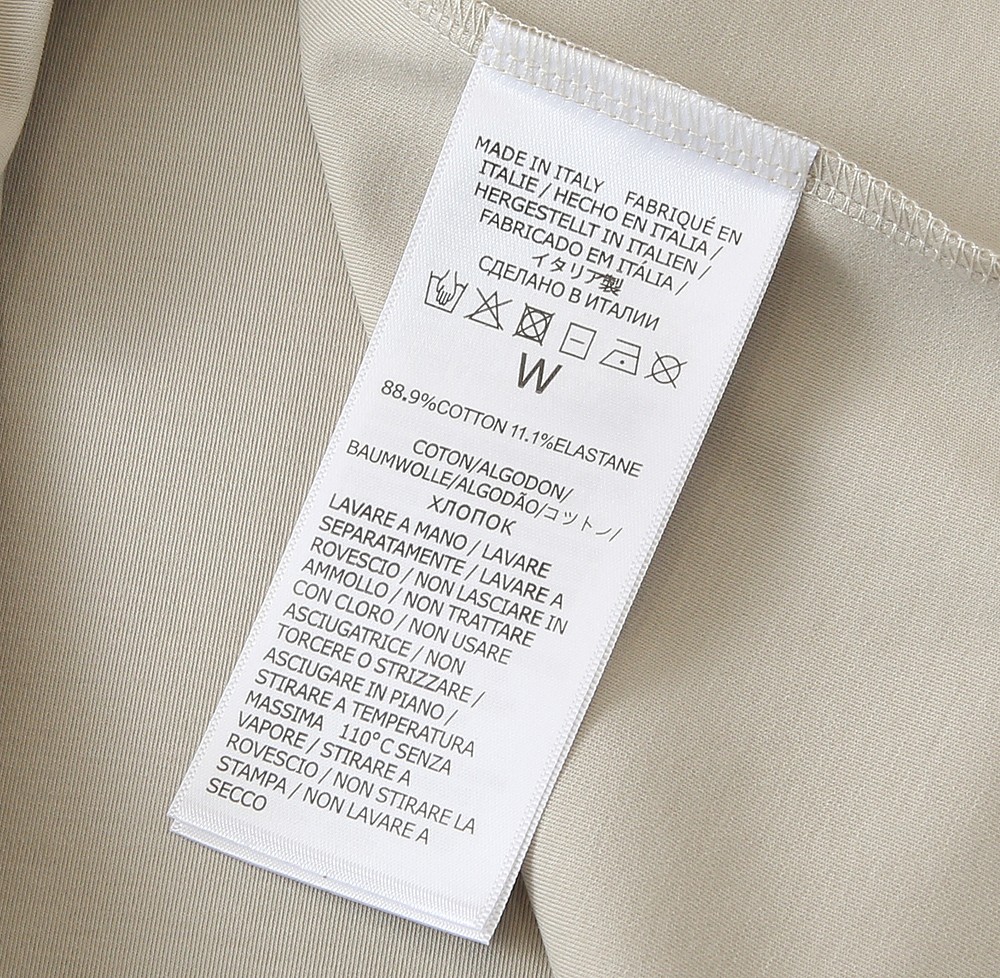 MADE IN ITALY FABRIQUÉ EN
ITALIE / HECHO EN ITALIA /
HERGESTELLT IN ITALIEN /
FABRICADO EM ITÁLIA /
イタリア製
СДЕЛАНО В ИТАЛИИ
W
88.9%COTTON 11.1%ELASTANE
COTON/ALGODON/
BAUMWOLLE/ALGODÃO/コットン/
ХЛОПОК
LAVARE A MANO / LAVARE
SEPARATAMENTE / LAVARE A
ROVESCIO / NON LASCIARE IN
AMMOLLO / NON TRATTARE
CON CLORO / NON USARE
ASCIUGATRICE / NON
TORCERE O STRIZZARE /
ASCIUGARE IN PIANO /
STIRARE A TEMPERATURA
MASSIMA 110°C SENZA
VAPORE / STIRARE A
ROVESCIO / NON STIRARE LA
STAMPA / NON LAVARE A
SECCO